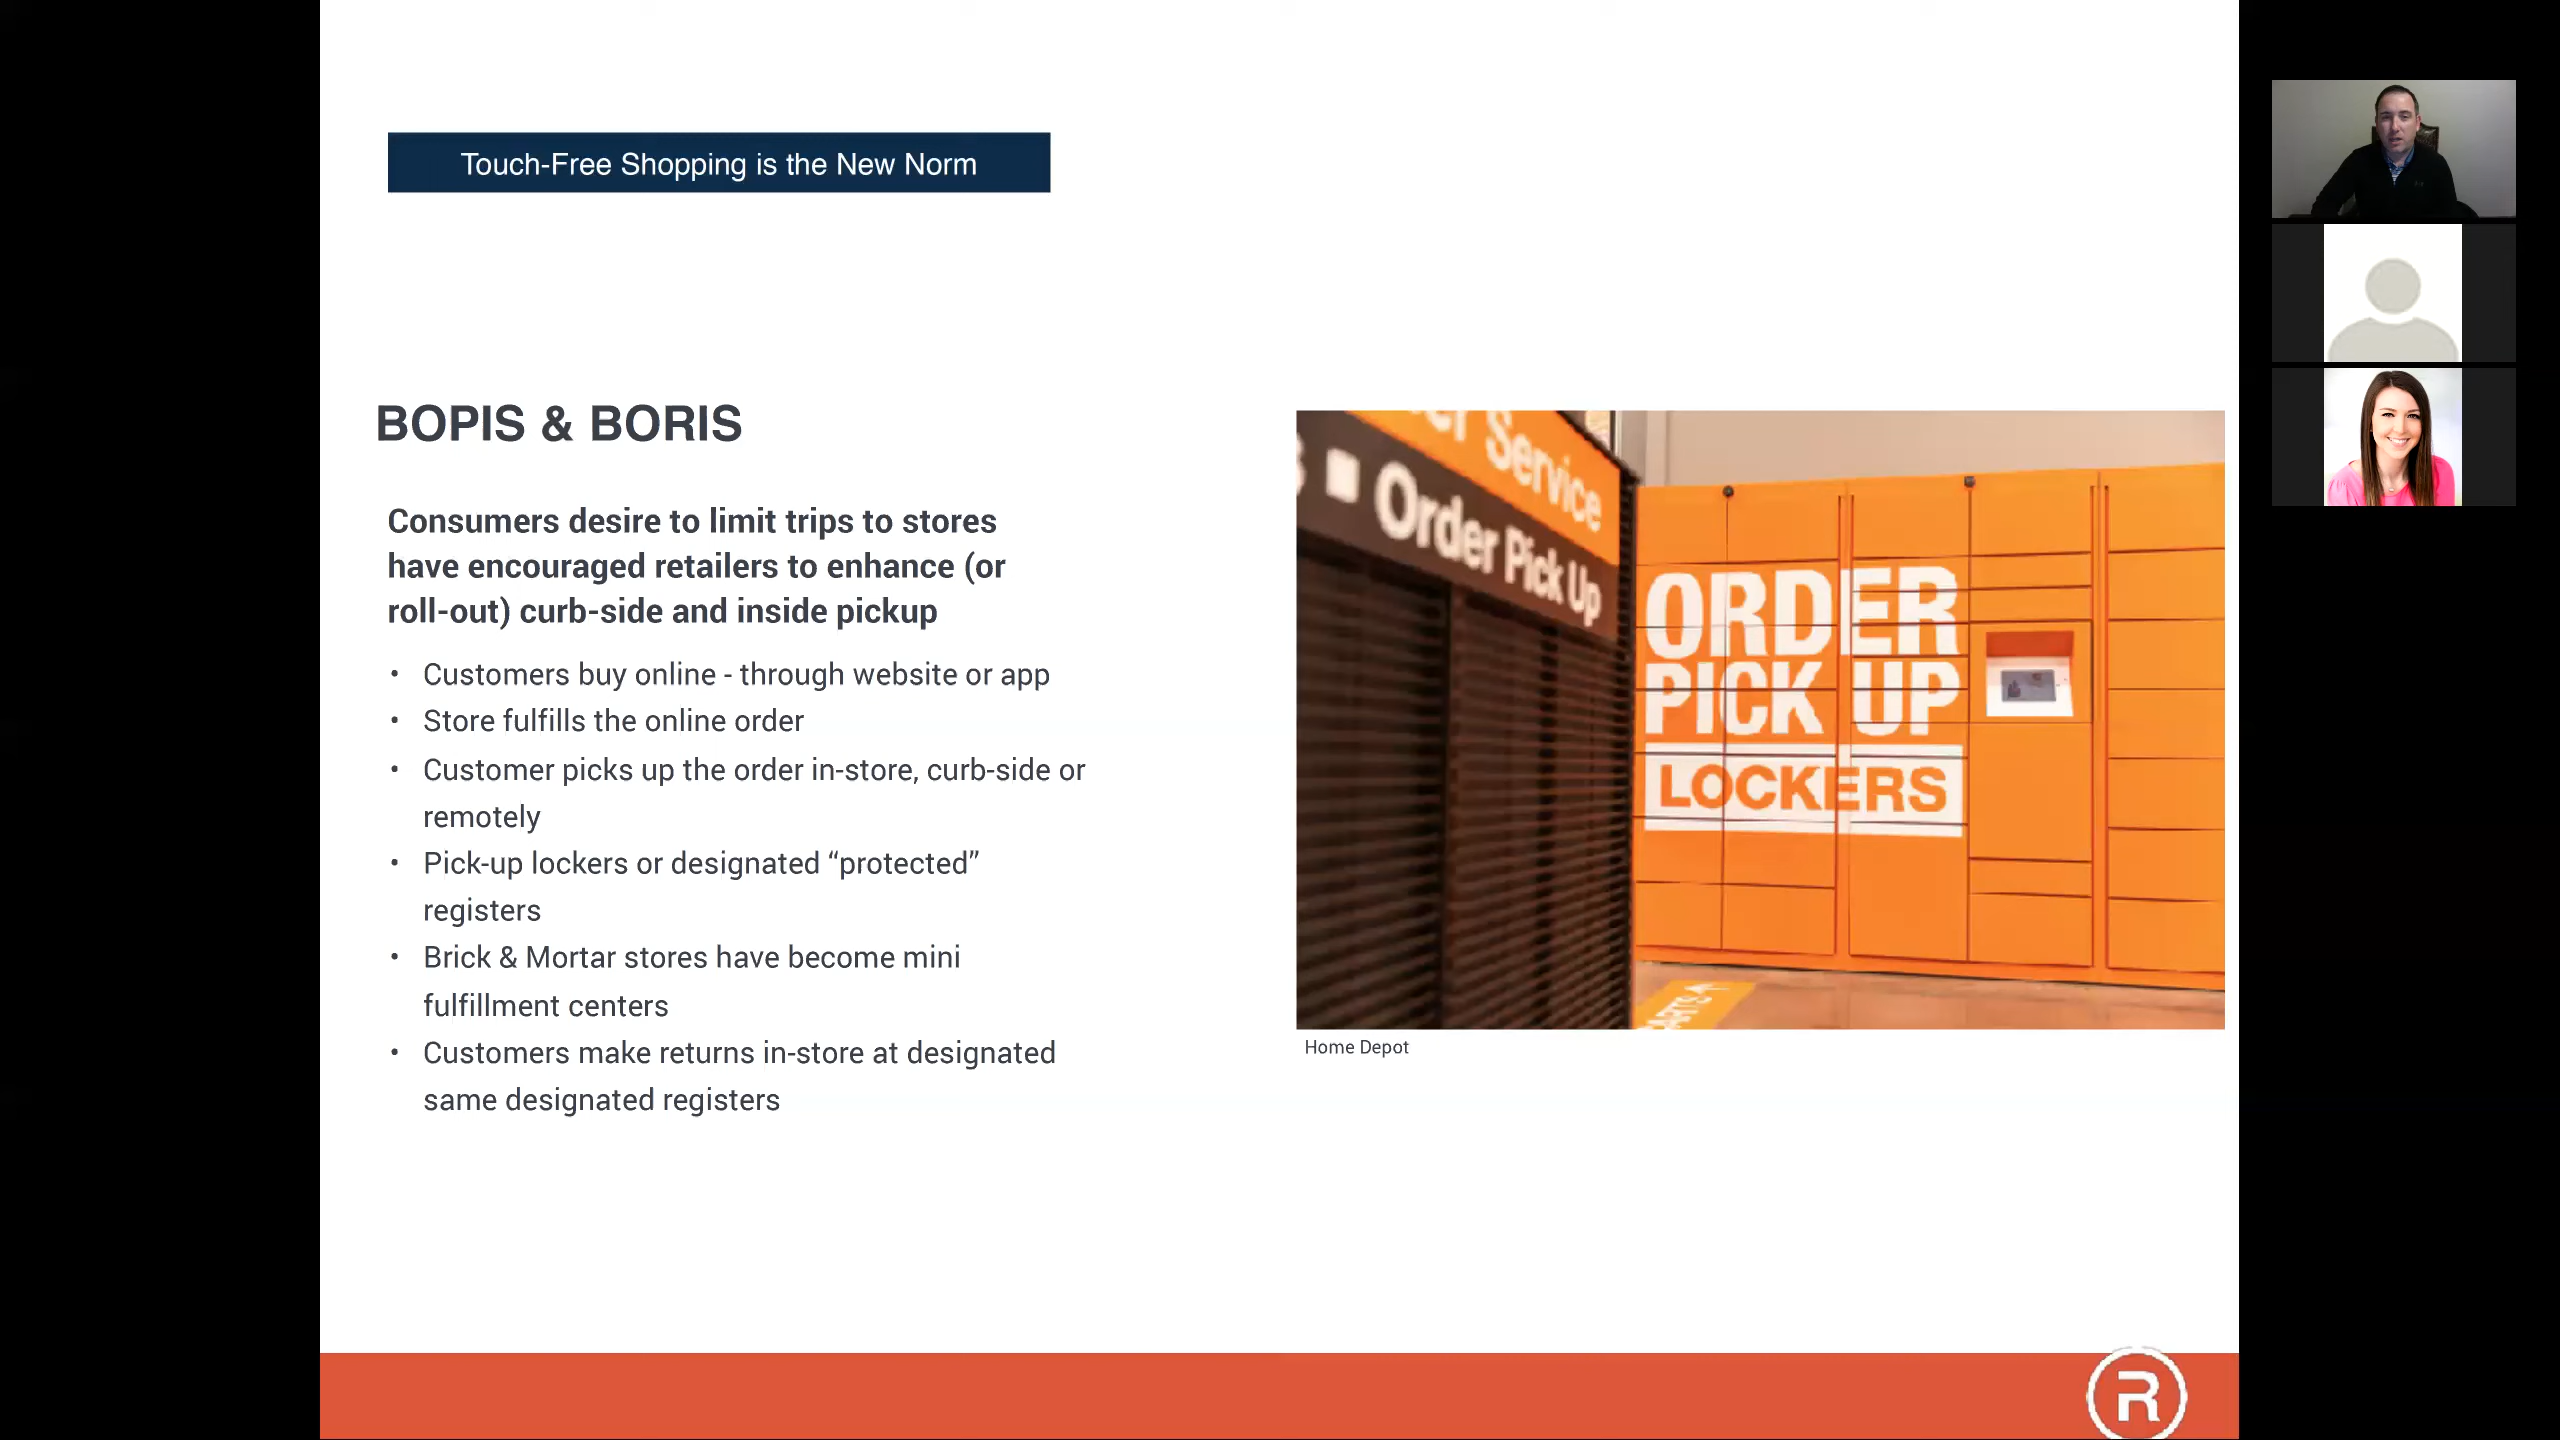 Touch-Free Shopping is the New Norm
BOPIS & BORIS
Consumers desire to limit trips to stores
have encouraged retailers to enhance (or
roll-out) curb-side and inside pickup
• Customers buy online - through website or app
• Store fulfills the online order
• Customer picks up the order in-store, curb-side or
remotely
• Pick-up lockers or designated “protected”
registers
• Brick & Mortar stores have become mini
fulfillment centers
• Customers make returns in-store at designated
same designated registers
Service
Order Pick Up
ORDER
PICK UP
LOCKERS
Home Depot
R